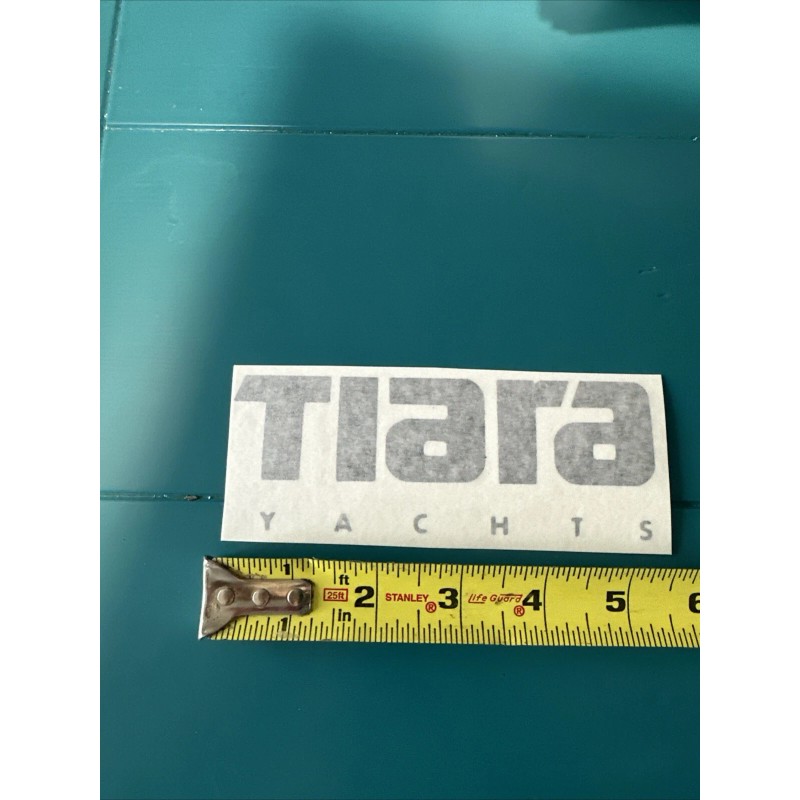 TIara
YACHTS
1 ft 2 3 4 5 6
25ft STANLEY® life Guard®
1 in